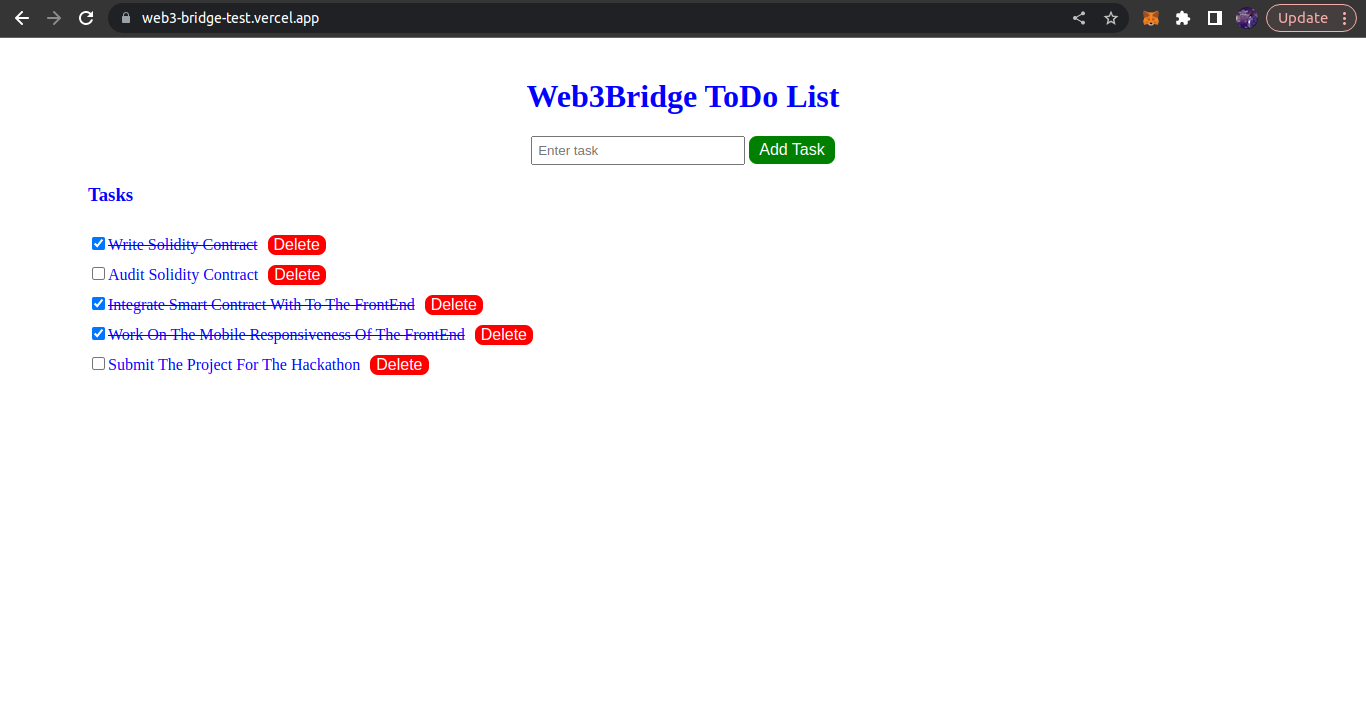 web3-bridge-test.vercel.app
Update
Web3Bridge ToDo List
Enter task Add Task
Tasks
Write Solidity Contract Delete
Audit Solidity Contract Delete
Integrate Smart Contract With To The FrontEnd Delete
Work On The Mobile Responsiveness Of The FrontEnd Delete
Submit The Project For The Hackathon Delete